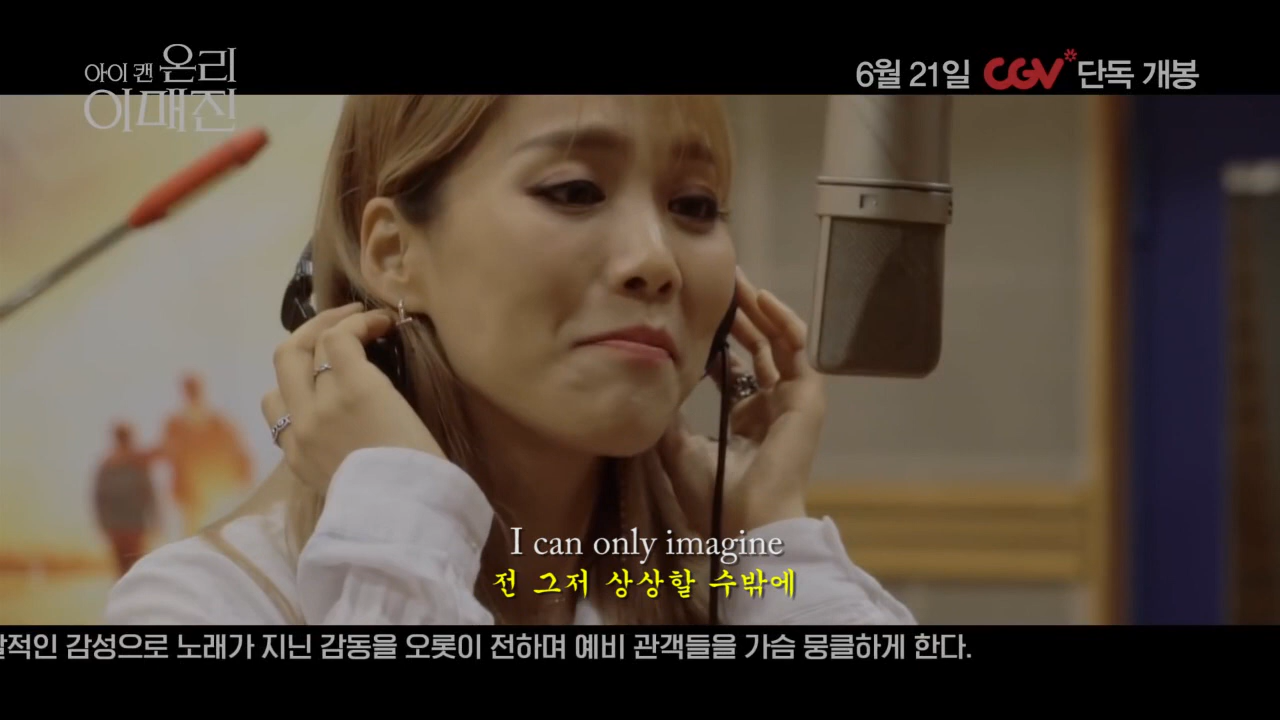 아이 캔 온리
이매진
6월 21일 CGV 단독 개봉
I can only imagine
전 그저 상상할 수밖에
감성으로 노래가 지닌 감동을 오롯이 전하며 예비 관객들을 가슴 뭉클하게 한다.